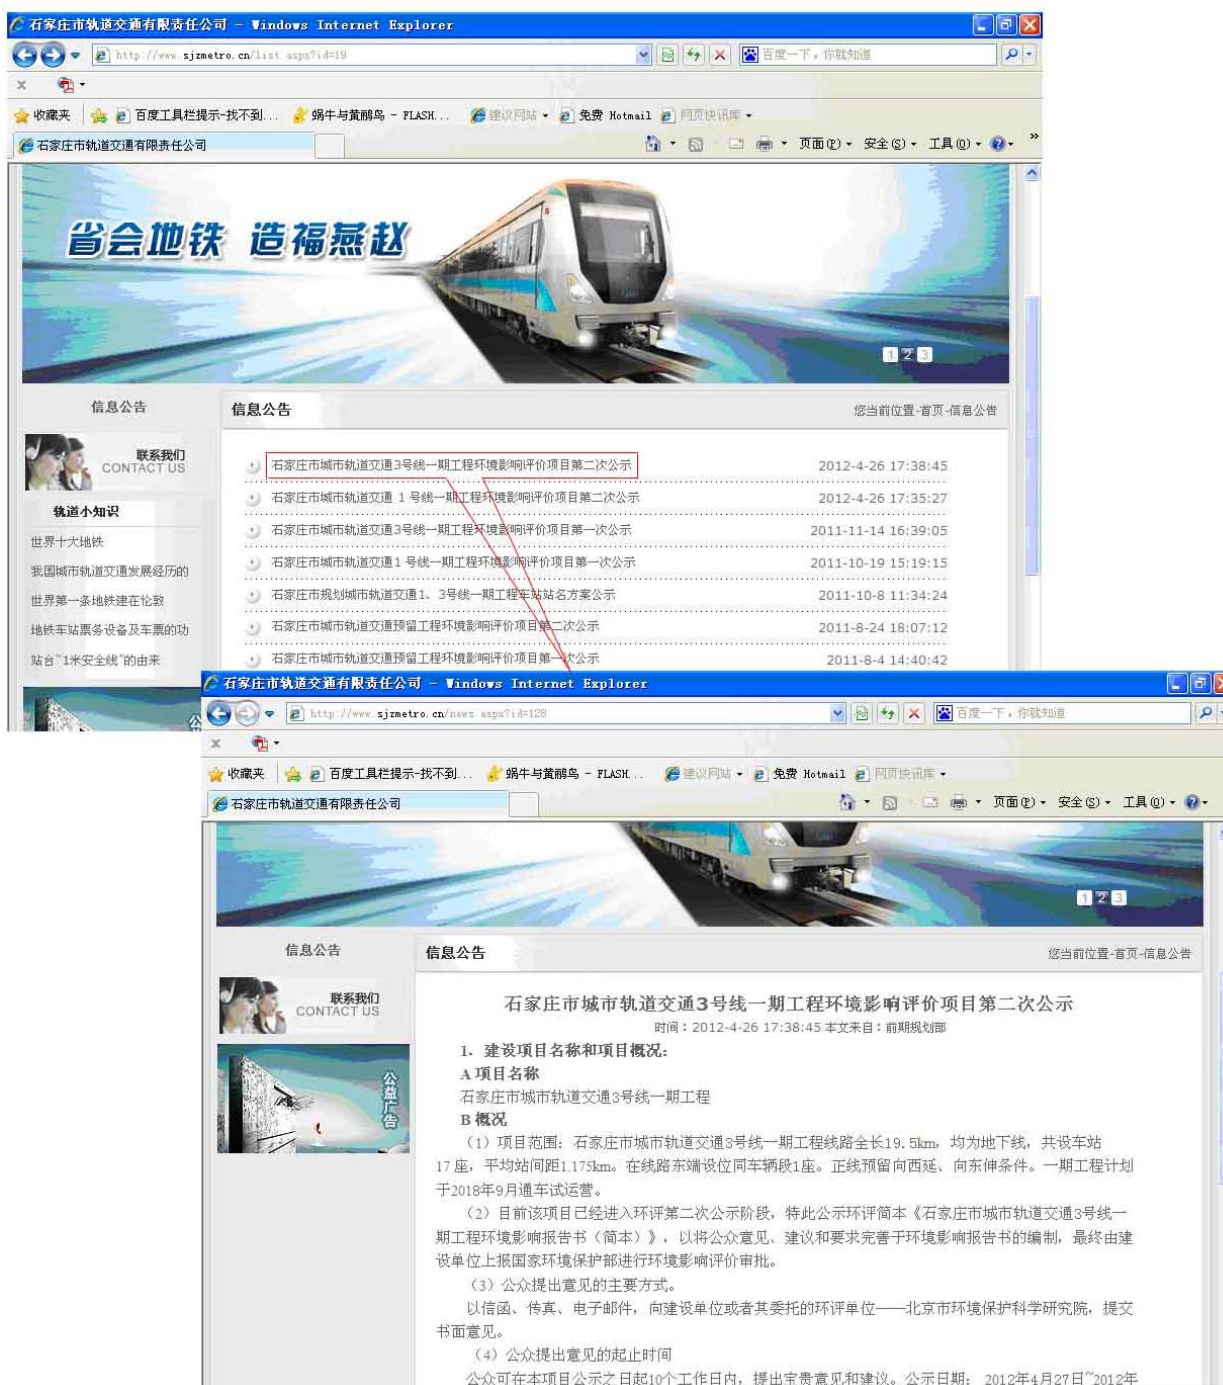 石家庄市轨道交通有限责任公司 - Windows Internet Explorer
http://www.sjzmetro.cn/list.aspx?id=19
百度一下，你就知道
收藏夹 百度工具栏提示-找不到... 蜗牛与黄鹂鸟 - FLASH... 建议网站 免费 Hotmail 网页快讯库
石家庄市轨道交通有限责任公司
页面(P) 安全(S) 工具(O)
省会地铁 造福燕赵
1 2 3
信息公告
联系我们
CONTACT US
轨道小知识
世界十大地铁
我国城市轨道交通发展经历的
世界第一条地铁建在伦敦
地铁车站票务设备及车票的功
站台"1米安全线"的由来
信息公告 您当前位置-首页-信息公告
石家庄市城市轨道交通3号线一期工程环境影响评价项目第二次公示 2012-4-26 17:38:45
石家庄市城市轨道交通 1 号线一期工程环境影响评价项目第二次公示 2012-4-26 17:35:27
石家庄市城市轨道交通3号线一期工程环境影响评价项目第一次公示 2011-11-14 16:39:05
石家庄市城市轨道交通1 号线一期工程环境影响评价项目第一次公示 2011-10-19 15:19:15
石家庄市规划城市轨道交通1、3号线一期工程车站站名方案公示 2011-10-8 11:34:24
石家庄市城市轨道交通预留工程环境影响评价项目第二次公示 2011-8-24 18:07:12
石家庄市城市轨道交通预留工程环境影响评价项目第一次公示 2011-8-4 14:40:42
石家庄市轨道交通有限责任公司 - Windows Internet Explorer
http://www.sjzmetro.cn/news.aspx?id=128
百度一下，你就知道
收藏夹 百度工具栏提示-找不到... 蜗牛与黄鹂鸟 - FLASH... 建议网站 免费 Hotmail 网页快讯库
石家庄市轨道交通有限责任公司
页面(P) 安全(S) 工具(O)
1 2 3
信息公告
联系我们
CONTACT US
公益广告
信息公告 您当前位置-首页-信息公告
石家庄市城市轨道交通3号线一期工程环境影响评价项目第二次公示
时间：2012-4-26 17:38:45 本文来自：前期规划部
1．建设项目名称和项目概况：
A 项目名称
石家庄市城市轨道交通3号线一期工程
B 概况
（1）项目范围：石家庄市城市轨道交通3号线一期工程线路全长19.5km，均为地下线，共设车站
17座，平均站间距1.175km。在线路东端设位同车辆段1座。正线预留向西延、向东伸条件。一期工程计划
于2018年9月通车试运营。
（2）目前该项目已经进入环评第二次公示阶段，特此公示环评简本《石家庄市城市轨道交通3号线一
期工程环境影响报告书（简本）》，以将公众意见、建议和要求完善于环境影响报告书的编制，最终由建
设单位上报国家环境保护部进行环境影响评价审批。
（3）公众提出意见的主要方式。
以信函、传真、电子邮件，向建设单位或者其委托的环评单位——北京市环境保护科学研究院，提交
书面意见。
（4）公众提出意见的起止时间
公众可在本项目公示之日起10个工作日内，提出宝贵意见和建议。公示日期： 2012年4月27日~2012年